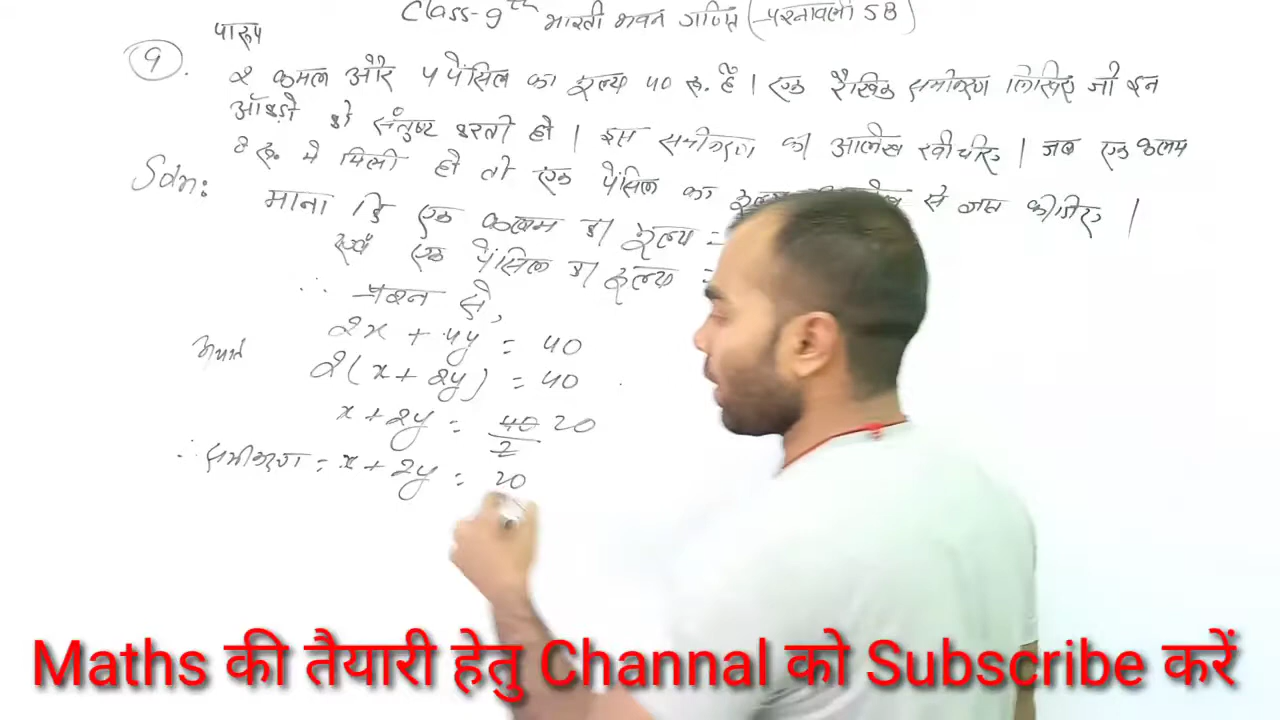 Class-9th भारती भवन गणित (प्रश्नावली 5B)
प्रारूप
9. 2 कमल और 4 पेंसिल का मूल्य 40 रू. है। एक रैखिक समीकरण लिखिए जो इन
आँकड़ो को संतुष्ट करती हो। इस समीकरण का आलेख खींचीए। जब एक कलम
8 रू. मे मिली हो तो एक पेंसिल का से ज्ञात कीजिए।
Soln:
माना कि एक कलम का मूल्य =
एवं एक पेंसिल का मूल्य =
∴ प्रश्न से,
2x + 4y = 40
अर्थात
2(x + 2y) = 40
x + 2y = 40/2 20
∴ समीकरण = x + 2y = 20
Maths की तैयारी हेतु Channal को Subscribe करें